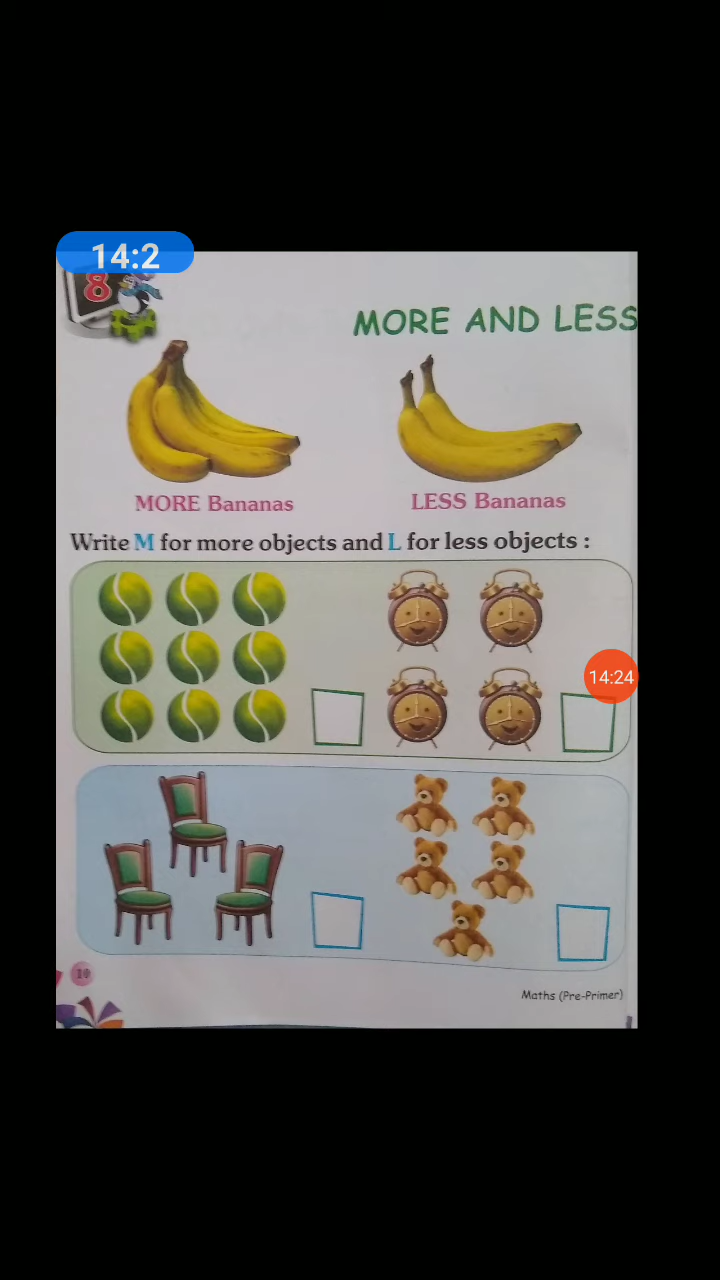 14:2
8
MORE AND LESS
MORE Bananas
LESS Bananas
Write M for more objects and L for less objects :
14:24
10
Maths (Pre-Primer)